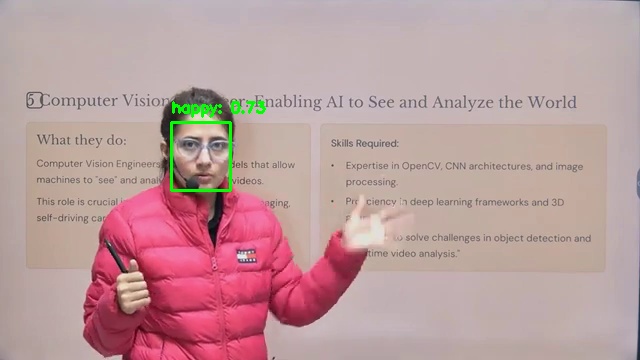 5 Computer Vision er: Enabling AI to See and Analyze the World
happy: 0.73
What they do:
Computer Vision Engineers dels that allow
machines to "see" and analy videos.
This role is crucial i aging,
self-driving ca
Skills Required:
• Expertise in OpenCV, CNN architectures, and image
processing.
• Proficiency in deep learning frameworks and 3D
to solve challenges in object detection and
time video analysis."